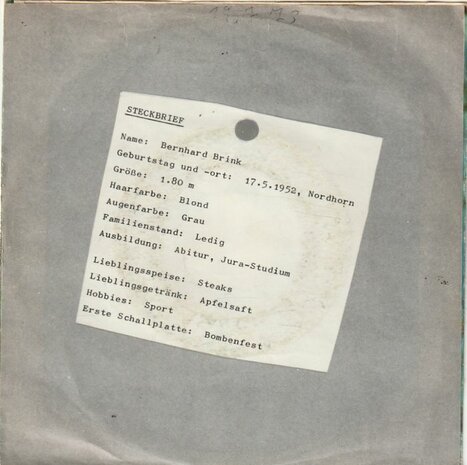 STECKBRIEF
Name: Bernhard Brink
Geburtstag und -ort: 17.5.1952, Nordhorn
Größe: 1.80 m
Haarfarbe: Blond
Augenfarbe: Grau
Familienstand: Ledig
Ausbildung: Abitur, Jura-Studium
Lieblingsspeise: Steaks
Lieblingsgetränk: Apfelsaft
Hobbies: Sport
Erste Schallplatte: Bombenfest